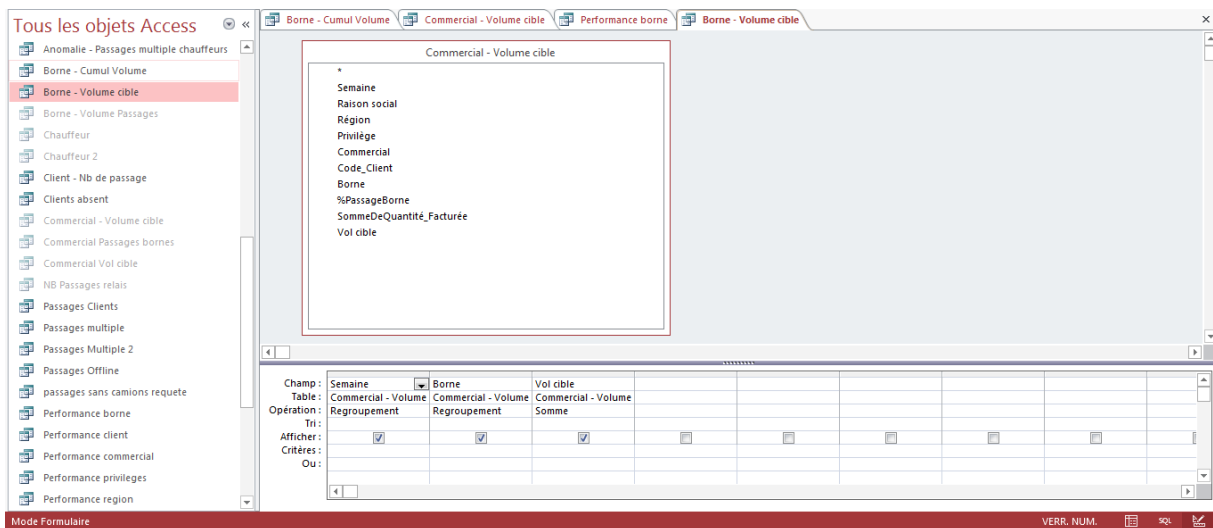 Tous les objets Access
Anomalie - Passages multiple chauffeurs
Borne - Cumul Volume
Borne - Volume cible
Borne - Volume Passages
Chauffeur
Chauffeur 2
Client - Nb de passage
Clients absent
Commercial - Volume cible
Commercial Passages bornes
Commercial Vol cible
NB Passages relais
Passages Clients
Passages multiple
Passages Multiple 2
Passages Offline
passages sans camions requete
Performance borne
Performance client
Performance commercial
Performance privileges
Performance region
Borne - Cumul Volume Commercial - Volume cible Performance borne Borne - Volume cible
Commercial - Volume cible
*
Semaine
Raison social
Région
Privilège
Commercial
Code_Client
Borne
%PassageBorne
SommeDeQuantité_Facturée
Vol cible
Champ : Semaine Borne Vol cible
Table : Commercial - Volume Commercial - Volume Commercial - Volume
Opération : Regroupement Regroupement Somme
Tri :
Afficher :
Critères :
Ou :
Mode Formulaire VERR. NUM. SQL